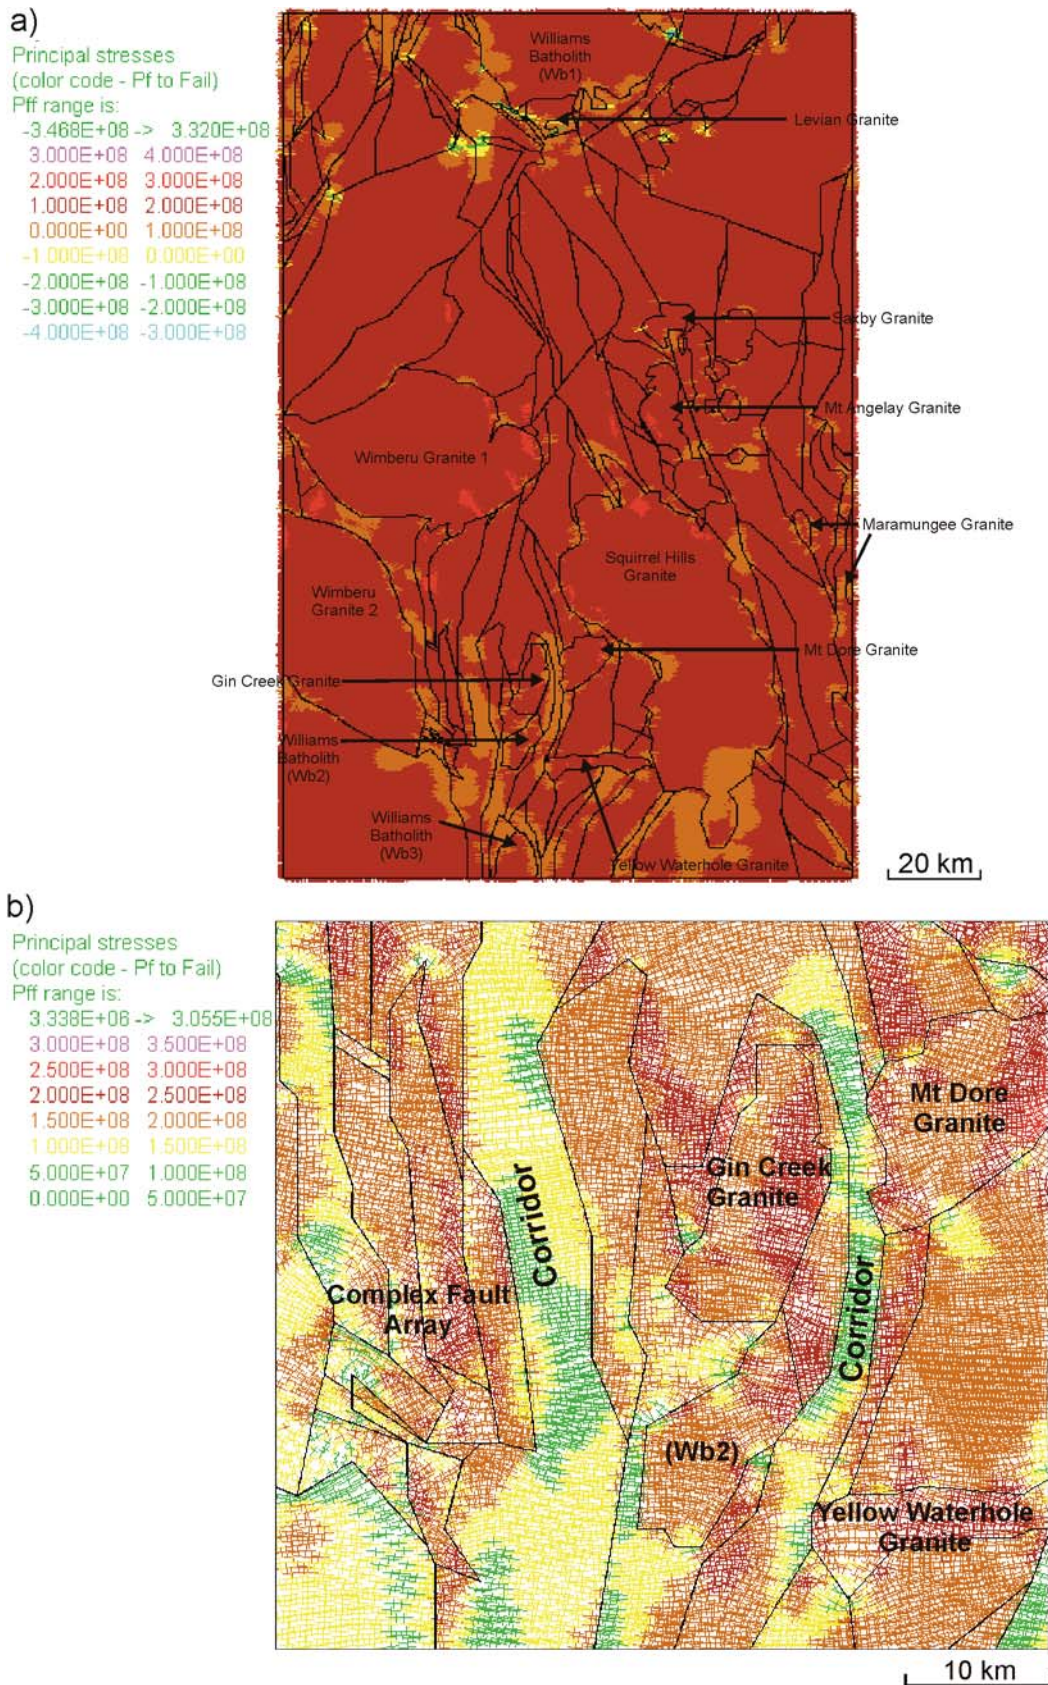 a)
Principal stresses
(color code - Pf to Fail)
Pff range is:
-3.468E+08 -> 3.320E+08
3.000E+08 4.000E+08
2.000E+08 3.000E+08
1.000E+08 2.000E+08
0.000E+00 1.000E+08
-1.000E+08 0.000E+00
-2.000E+08 -1.000E+08
-3.000E+08 -2.000E+08
-4.000E+08 -3.000E+08
Williams
Batholith
(Wb1)
Levian Granite
Saxby Granite
Mt Angelay Granite
Wimberu Granite 1
Maramungee Granite
Squirrel Hills
Granite
Wimberu
Granite 2
Mt Dore Granite
Gin Creek Granite
Williams
Batholith
(Wb2)
Williams
Batholith
(Wb3)
Yellow Waterhole Granite
20 km
b)
Principal stresses
(color code - Pf to Fail)
Pff range is:
3.338E+06 -> 3.055E+08
3.000E+08 3.500E+08
2.500E+08 3.000E+08
2.000E+08 2.500E+08
1.500E+08 2.000E+08
1.000E+08 1.500E+08
5.000E+07 1.000E+08
0.000E+00 5.000E+07
Mt Dore
Granite
Gin Creek
Granite
Corridor
Corridor
Complex Fault
Array
(Wb2)
Yellow Waterhole
Granite
10 km